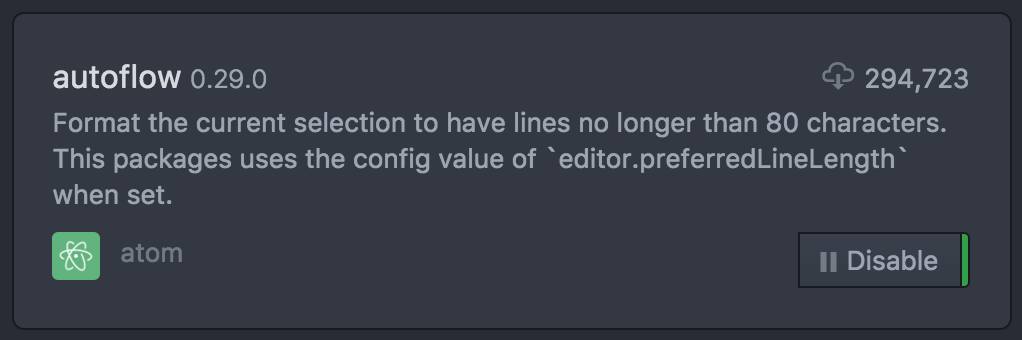 autoflow 0.29.0 294,723
Format the current selection to have lines no longer than 80 characters.
This packages uses the config value of `editor.preferredLineLength`
when set.
atom
Disable